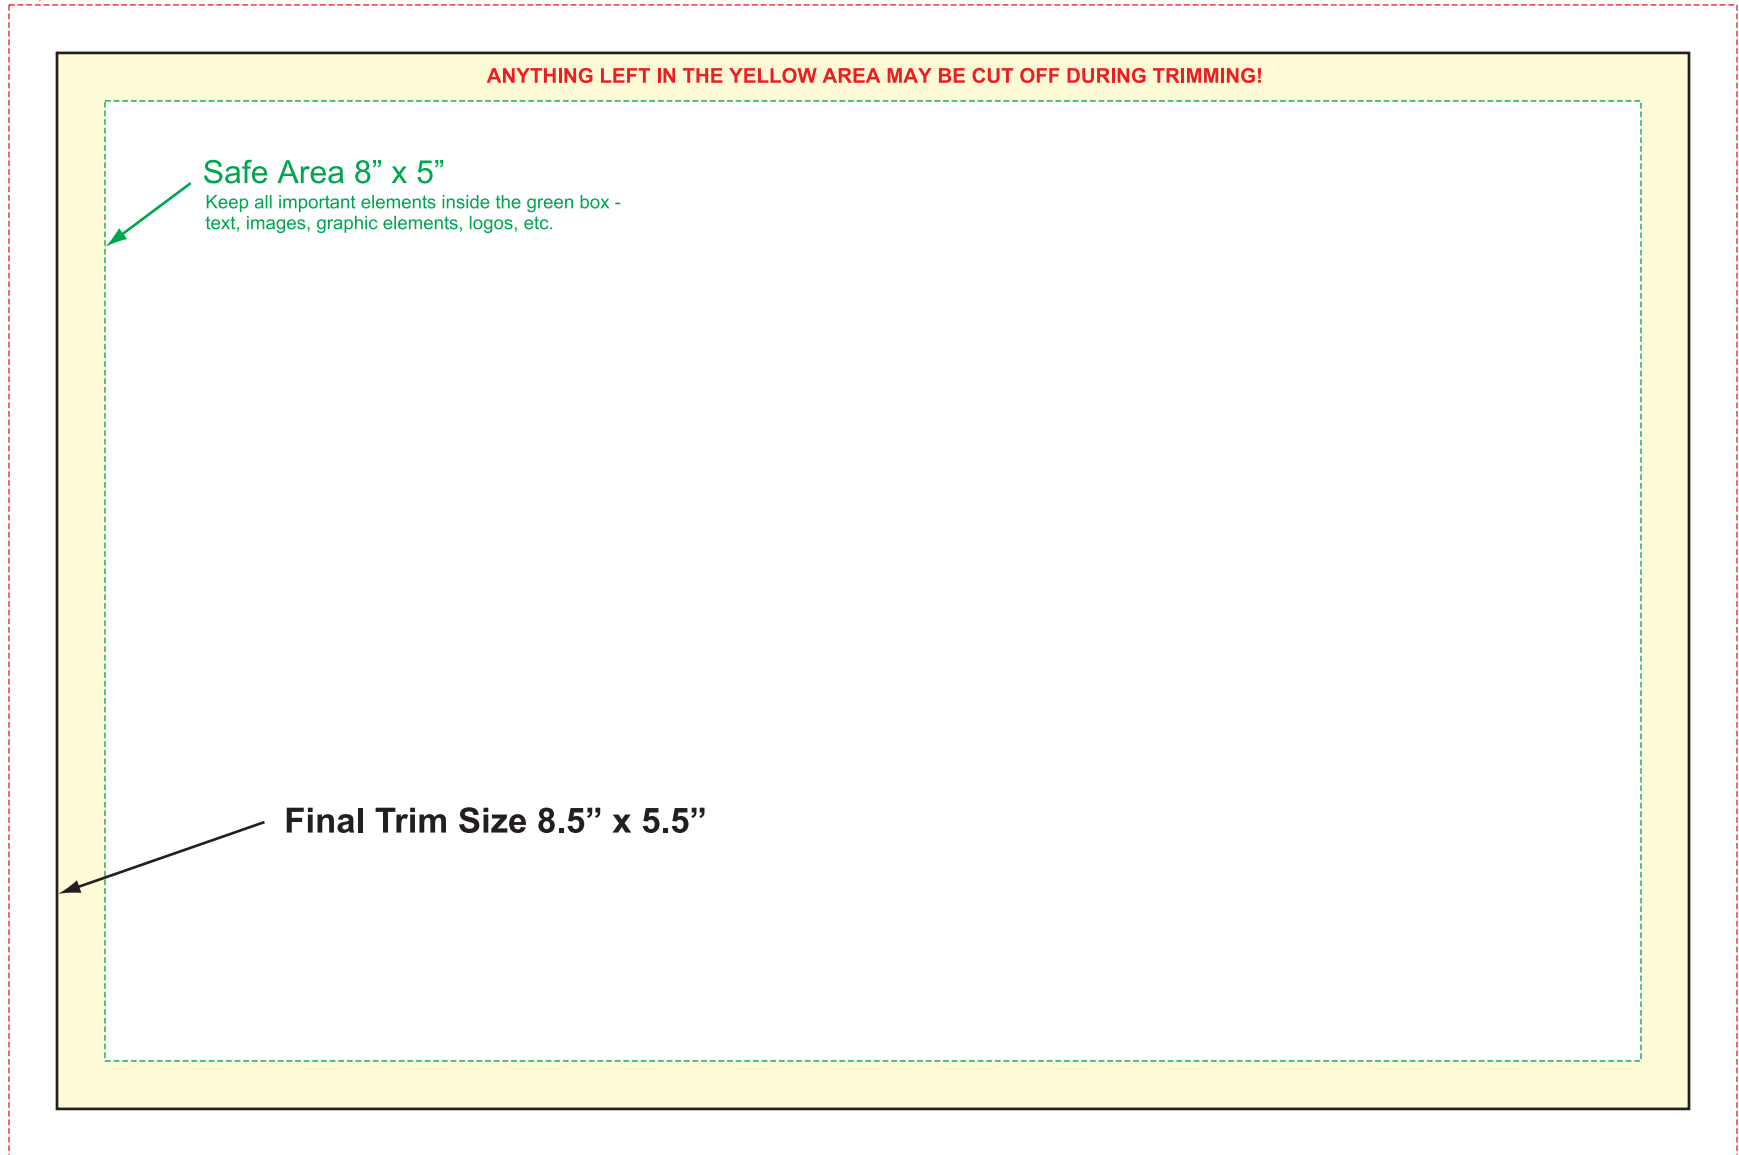 ANYTHING LEFT IN THE YELLOW AREA MAY BE CUT OFF DURING TRIMMING!
Safe Area 8” x 5”
Keep all important elements inside the green box -
text, images, graphic elements, logos, etc.
Final Trim Size 8.5” x 5.5”